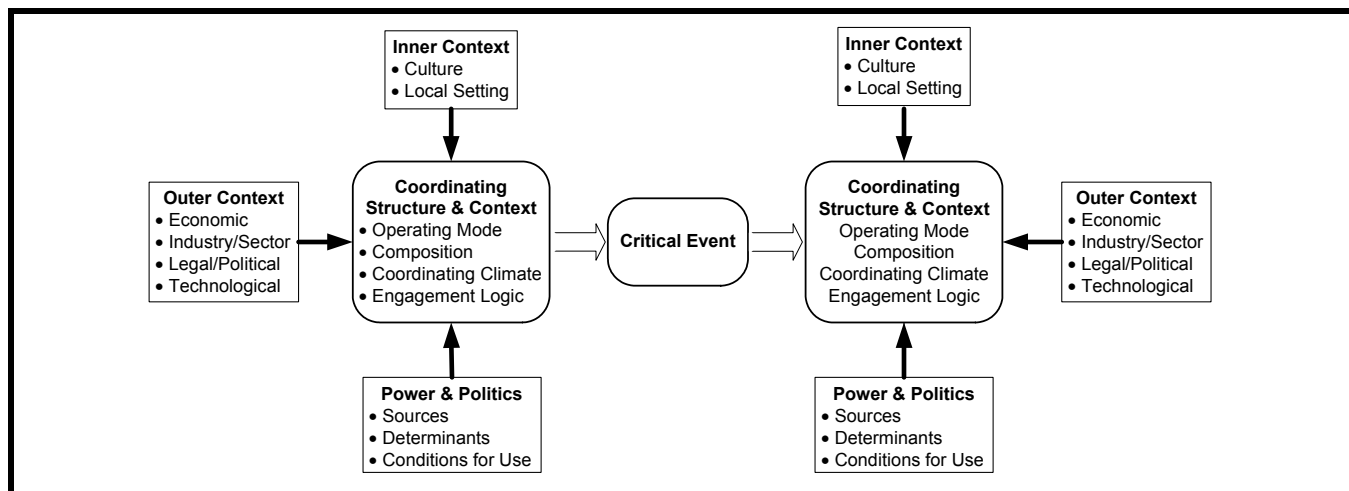 Inner Context
• Culture
• Local Setting
Outer Context
• Economic
• Industry/Sector
• Legal/Political
• Technological
Coordinating
Structure & Context
• Operating Mode
• Composition
• Coordinating Climate
• Engagement Logic
Power & Politics
• Sources
• Determinants
• Conditions for Use
Critical Event
Inner Context
• Culture
• Local Setting
Coordinating
Structure & Context
Operating Mode
Composition
Coordinating Climate
Engagement Logic
Outer Context
• Economic
• Industry/Sector
• Legal/Political
• Technological
Power & Politics
• Sources
• Determinants
• Conditions for Use